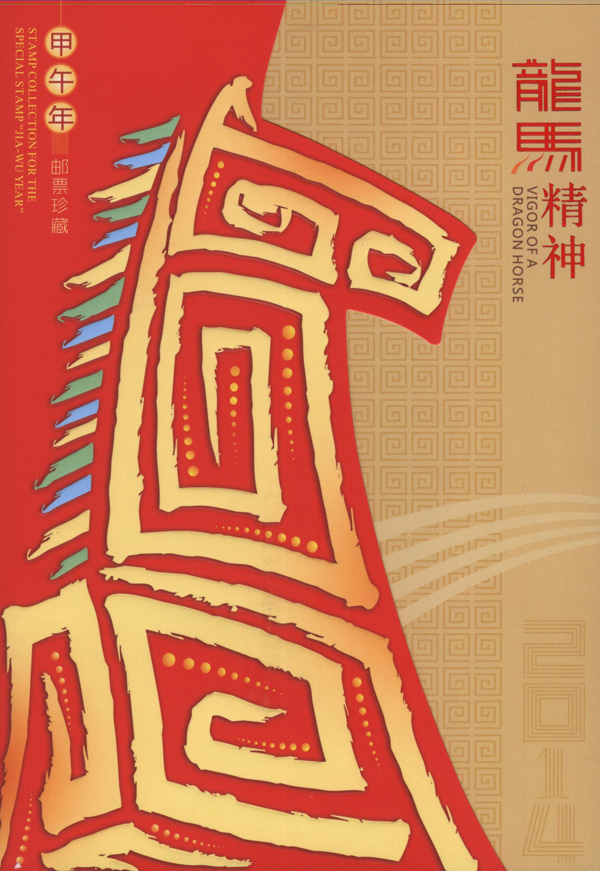 甲午年
邮票珍藏
STAMP COLLECTION FOR THE
SPECIAL STAMP "JIA-WU YEAR"
龍馬
精神
VIGOR OF A
DRAGON HORSE
2014